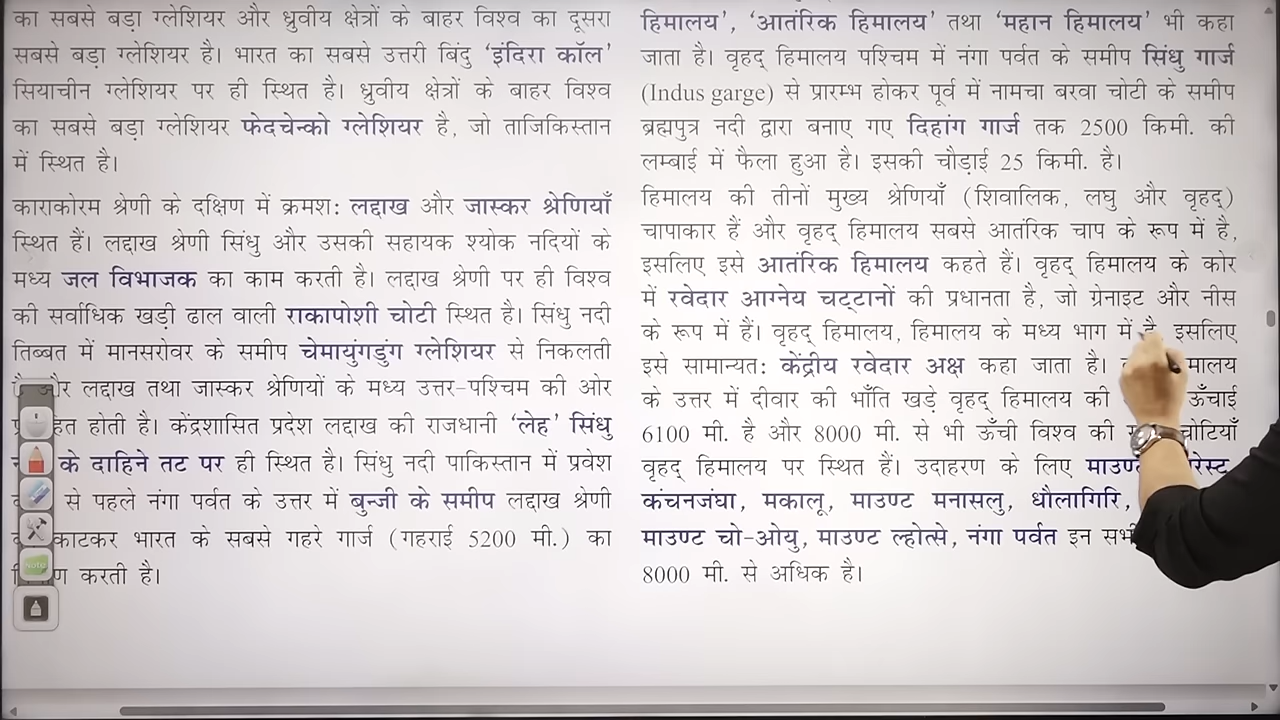 का सबसे बड़ा ग्लेशियर और ध्रुवीय क्षेत्रों के बाहर विश्व का दूसरा
सबसे बड़ा ग्लेशियर है। भारत का सबसे उत्तरी बिंदु ‘इंदिरा कॉल’
सियाचीन ग्लेशियर पर ही स्थित है। ध्रुवीय क्षेत्रों के बाहर विश्व
का सबसे बड़ा ग्लेशियर फेदचेन्को ग्लेशियर है, जो ताजिकिस्तान
में स्थित है।
काराकोरम श्रेणी के दक्षिण में क्रमश: लद्दाख और जास्कर श्रेणियाँ
स्थित हैं। लद्दाख श्रेणी सिंधु और उसकी सहायक श्योक नदियों के
मध्य जल विभाजक का काम करती है। लद्दाख श्रेणी पर ही विश्व
की सर्वाधिक खड़ी ढाल वाली राकापोशी चोटी स्थित है। सिंधु नदी
तिब्बत में मानसरोवर के समीप चेमायुंगडुंग ग्लेशियर से निकलती
और लद्दाख तथा जास्कर श्रेणियों के मध्य उत्तर-पश्चिम की ओर
होती है। केंद्रशासित प्रदेश लद्दाख की राजधानी ‘लेह’ सिंधु
के दाहिने तट पर ही स्थित है। सिंधु नदी पाकिस्तान में प्रवेश
से पहले नंगा पर्वत के उत्तर में बुन्जी के समीप लद्दाख श्रेणी
काटकर भारत के सबसे गहरे गार्ज (गहराई 5200 मी.) का
करती है।
Note
हिमालय’, ‘आतंरिक हिमालय’ तथा ‘महान हिमालय’ भी कहा
जाता है। वृहद् हिमालय पश्चिम में नंगा पर्वत के समीप सिंधु गार्ज
(Indus garge) से प्रारम्भ होकर पूर्व में नामचा बरवा चोटी के समीप
ब्रह्मपुत्र नदी द्वारा बनाए गए दिहांग गार्ज तक 2500 किमी. की
लम्बाई में फैला हुआ है। इसकी चौड़ाई 25 किमी. है।
हिमालय की तीनों मुख्य श्रेणियाँ (शिवालिक, लघु और वृहद्)
चापाकार हैं और वृहद् हिमालय सबसे आतंरिक चाप के रूप में है,
इसलिए इसे आतंरिक हिमालय कहते हैं। वृहद् हिमालय के कोर
में रवेदार आग्नेय चट्टानों की प्रधानता है, जो ग्रेनाइट और नीस
के रूप में हैं। वृहद् हिमालय, हिमालय के मध्य भाग में है इसलिए
इसे सामान्यत: केंद्रीय रवेदार अक्ष कहा जाता है।
के उत्तर में दीवार की भाँति खड़े वृहद् हिमालय की ऊँचाई
6100 मी. है और 8000 मी. से भी ऊँची विश्व की चोटियाँ
वृहद् हिमालय पर स्थित हैं। उदाहरण के लिए
कंचनजंघा, मकालू, माउण्ट मनासलु, धौलागिरि,
माउण्ट चो-ओयु, माउण्ट ल्होत्से, नंगा पर्वत इन
8000 मी. से अधिक है।